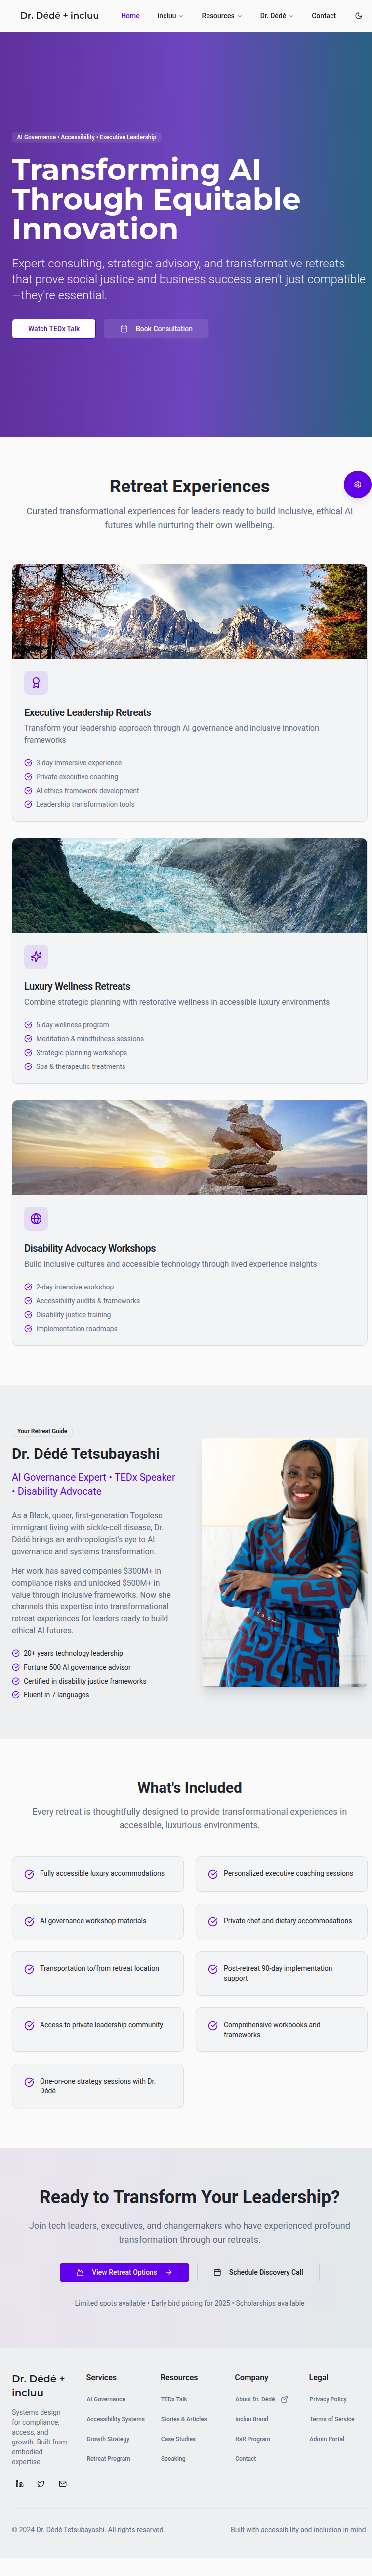 Dr. Dédé + incluu
Home
incluu
Resources
Dr. Dédé
Contact
AI Governance • Accessibility • Executive Leadership
Transforming AI
Through Equitable
Innovation
Expert consulting, strategic advisory, and transformative retreats
that prove social justice and business success aren't just compatible
—they're essential.
Watch TEDx Talk
Book Consultation
Retreat Experiences
Curated transformational experiences for leaders ready to build inclusive, ethical AI
futures while nurturing their own wellbeing.
Executive Leadership Retreats
Transform your leadership approach through AI governance and inclusive innovation
frameworks
3-day immersive experience
Private executive coaching
AI ethics framework development
Leadership transformation tools
Luxury Wellness Retreats
Combine strategic planning with restorative wellness in accessible luxury environments
5-day wellness program
Meditation & mindfulness sessions
Strategic planning workshops
Spa & therapeutic treatments
Disability Advocacy Workshops
Build inclusive cultures and accessible technology through lived experience insights
2-day intensive workshop
Accessibility audits & frameworks
Disability justice training
Implementation roadmaps
Your Retreat Guide
Dr. Dédé Tetsubayashi
AI Governance Expert • TEDx Speaker
• Disability Advocate
As a Black, queer, first-generation Togolese
immigrant living with sickle-cell disease, Dr.
Dédé brings an anthropologist's eye to AI
governance and systems transformation.
Her work has saved companies $300M+ in
compliance risks and unlocked $500M+ in
value through inclusive frameworks. Now she
channels this expertise into transformational
retreat experiences for leaders ready to build
ethical AI futures.
20+ years technology leadership
Fortune 500 AI governance advisor
Certified in disability justice frameworks
Fluent in 7 languages
What's Included
Every retreat is thoughtfully designed to provide transformational experiences in
accessible, luxurious environments.
Fully accessible luxury accommodations
Personalized executive coaching sessions
AI governance workshop materials
Private chef and dietary accommodations
Transportation to/from retreat location
Post-retreat 90-day implementation
support
Access to private leadership community
Comprehensive workbooks and
frameworks
One-on-one strategy sessions with Dr.
Dédé
Ready to Transform Your Leadership?
Join tech leaders, executives, and changemakers who have experienced profound
transformation through our retreats.
View Retreat Options
Schedule Discovery Call
Limited spots available • Early bird pricing for 2025 • Scholarships available
Dr. Dédé +
incluu
Systems design
for compliance,
access, and
growth. Built from
embodied
expertise.
Services
AI Governance
Accessibility Systems
Growth Strategy
Retreat Program
Resources
TEDx Talk
Stories & Articles
Case Studies
Speaking
Company
About Dr. Dédé
incluu Brand
RaR Program
Contact
Legal
Privacy Policy
Terms of Service
Admin Portal
© 2024 Dr. Dédé Tetsubayashi. All rights reserved.
Built with accessibility and inclusion in mind.